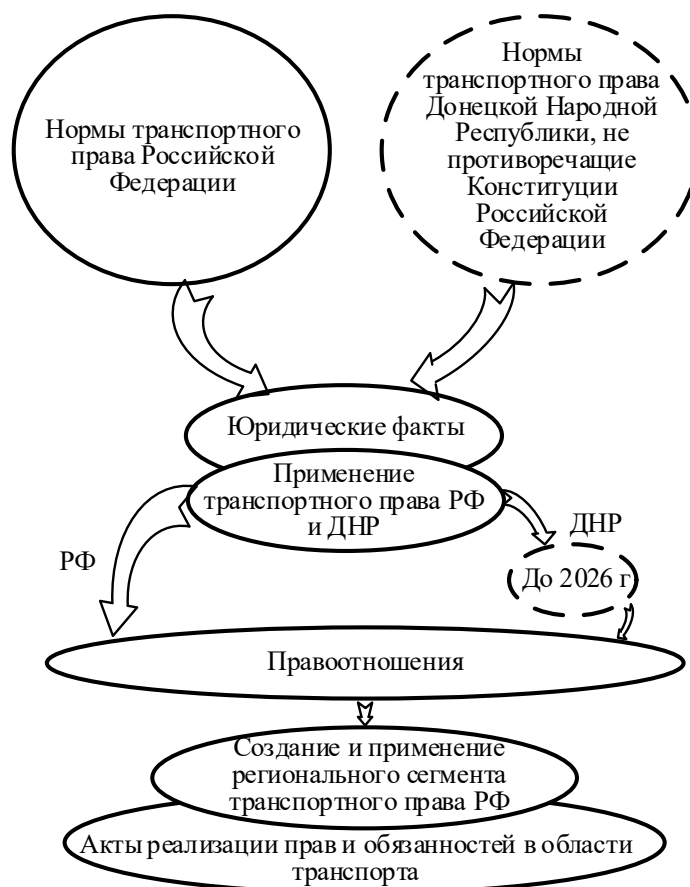 Нормы транспортного
права Российской
Федерации
Нормы
транспортного права
Донецкой Народной
Республики, не
противоречащие
Конституции
Российской
Федерации
Юридические факты
Применение
транспортного права РФ
и ДНР
РФ
ДНР
До 2026 г
Правоотношения
Создание и применение
регионального сегмента
транспортного права РФ
Акты реализации прав и обязанностей в области
транспорта